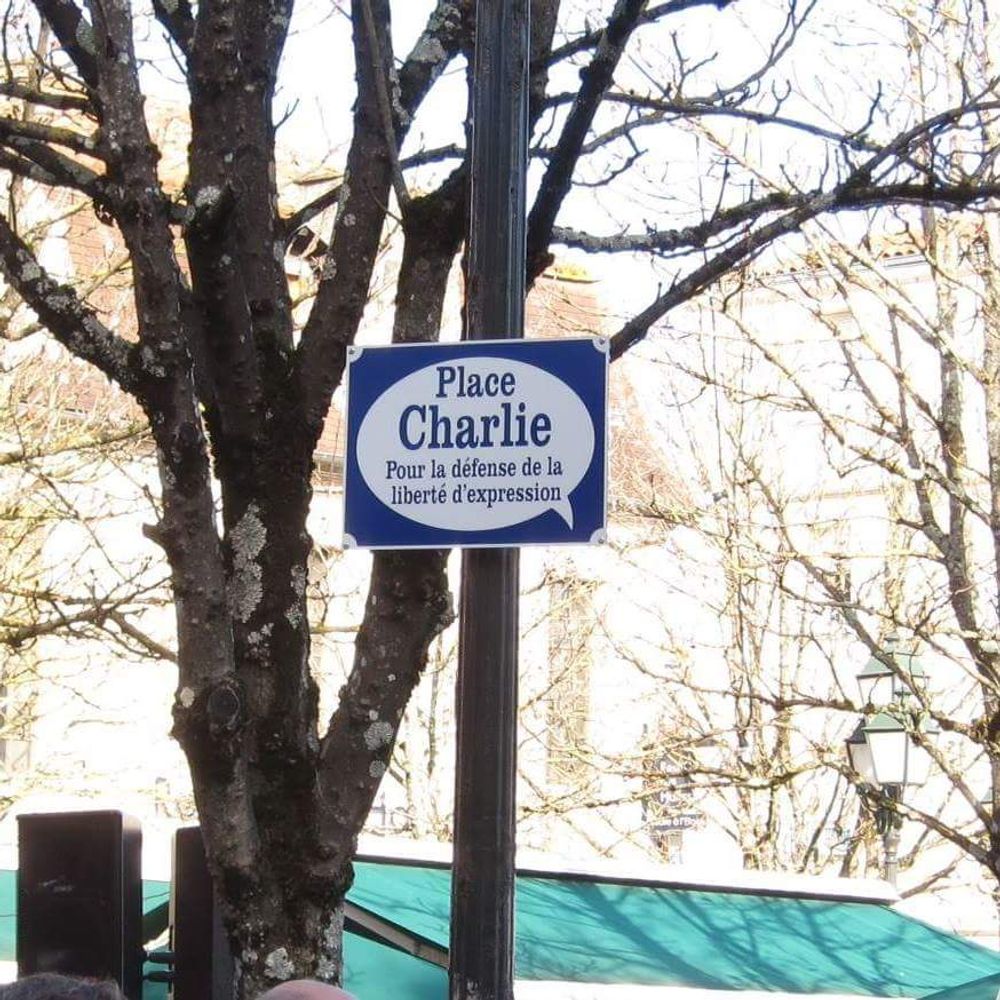 Place
Charlie
Pour la défense de la
liberté d'expression